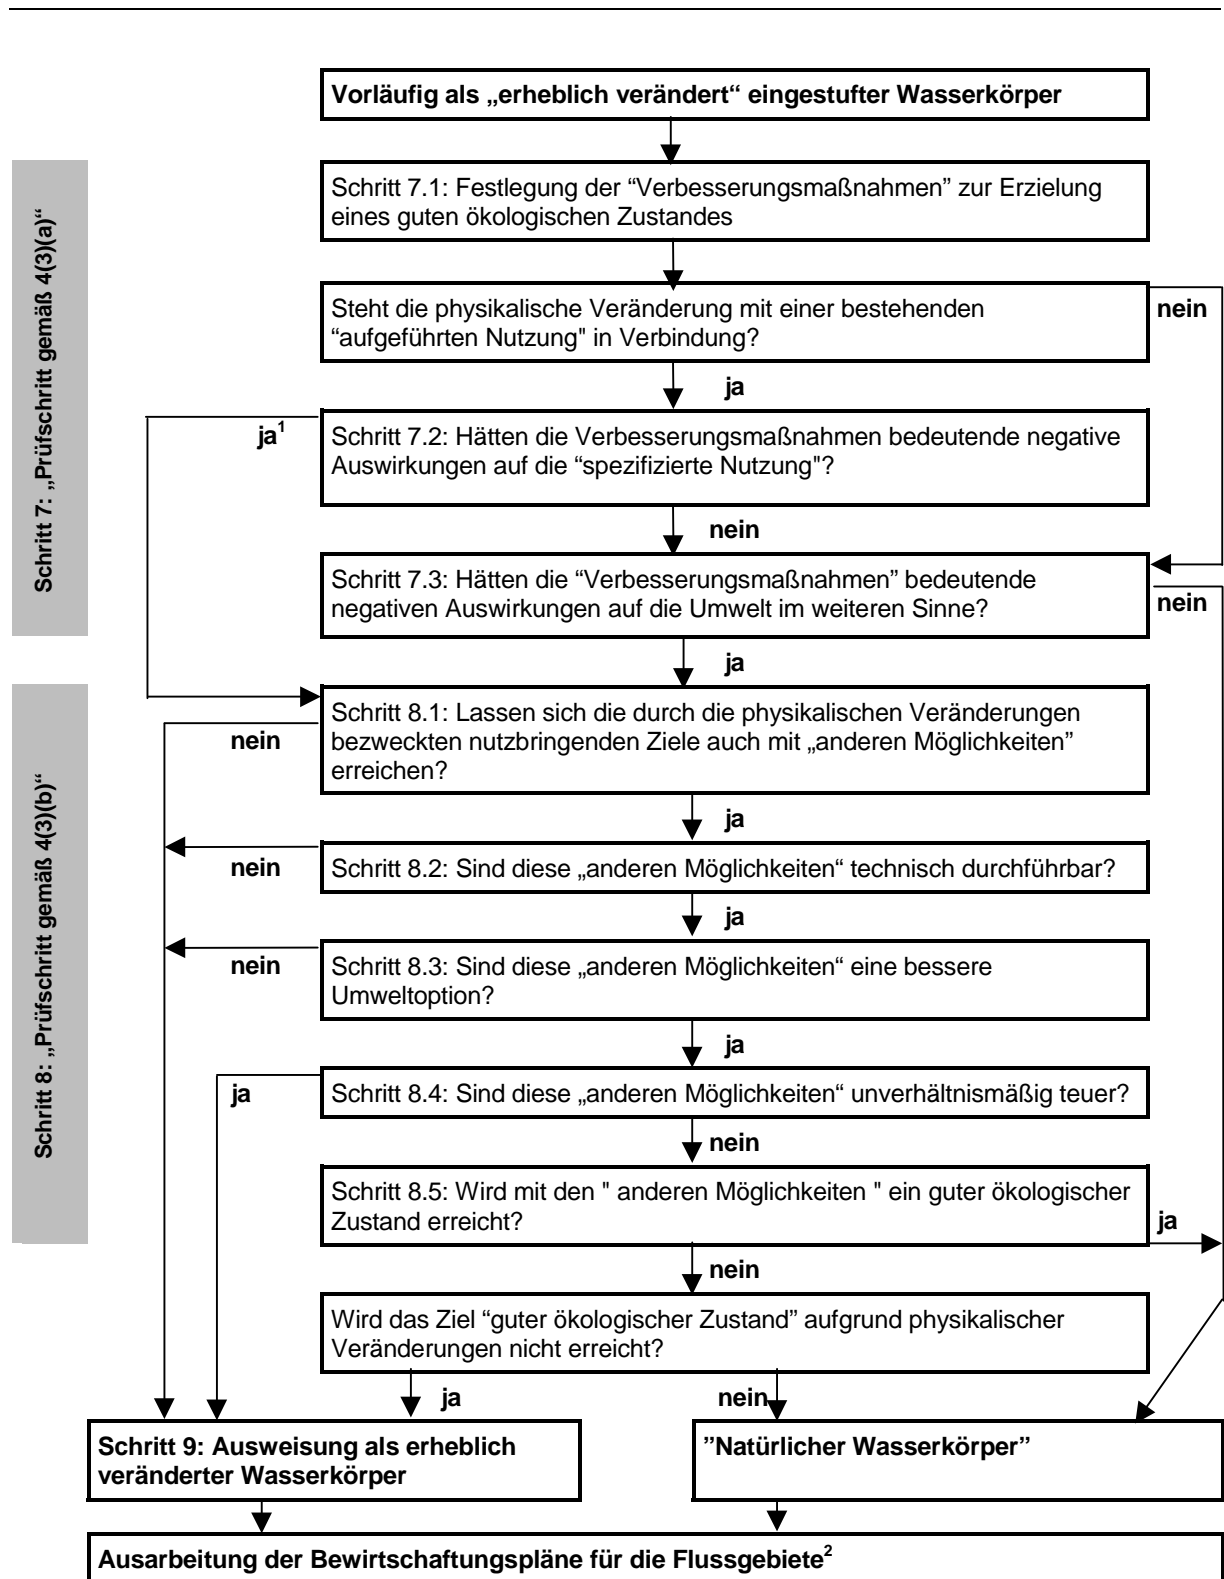 Vorläufig als „erheblich verändert“ eingestufter Wasserkörper
Schritt 7: „Prüfschritt gemäß 4(3)(a)“
Schritt 7.1: Festlegung der “Verbesserungsmaßnahmen” zur Erzielung
eines guten ökologischen Zustandes
Steht die physikalische Veränderung mit einer bestehenden
“aufgeführten Nutzung" in Verbindung?
nein
ja
ja¹
Schritt 7.2: Hätten die Verbesserungsmaßnahmen bedeutende negative
Auswirkungen auf die “spezifizierte Nutzung"?
nein
Schritt 7.3: Hätten die “Verbesserungsmaßnahmen” bedeutende
negativen Auswirkungen auf die Umwelt im weiteren Sinne?
nein
ja
Schritt 8: „Prüfschritt gemäß 4(3)(b)“
Schritt 8.1: Lassen sich die durch die physikalischen Veränderungen
bezweckten nutzbringenden Ziele auch mit „anderen Möglichkeiten”
erreichen?
nein
ja
Schritt 8.2: Sind diese „anderen Möglichkeiten“ technisch durchführbar?
nein
ja
Schritt 8.3: Sind diese „anderen Möglichkeiten“ eine bessere
Umweltoption?
nein
ja
Schritt 8.4: Sind diese „anderen Möglichkeiten“ unverhältnismäßig teuer?
ja
nein
Schritt 8.5: Wird mit den " anderen Möglichkeiten " ein guter ökologischer
Zustand erreicht?
ja
nein
Wird das Ziel “guter ökologischer Zustand” aufgrund physikalischer
Veränderungen nicht erreicht?
ja
nein
Schritt 9: Ausweisung als erheblich
veränderter Wasserkörper
”Natürlicher Wasserkörper”
Ausarbeitung der Bewirtschaftungspläne für die Flussgebiete²